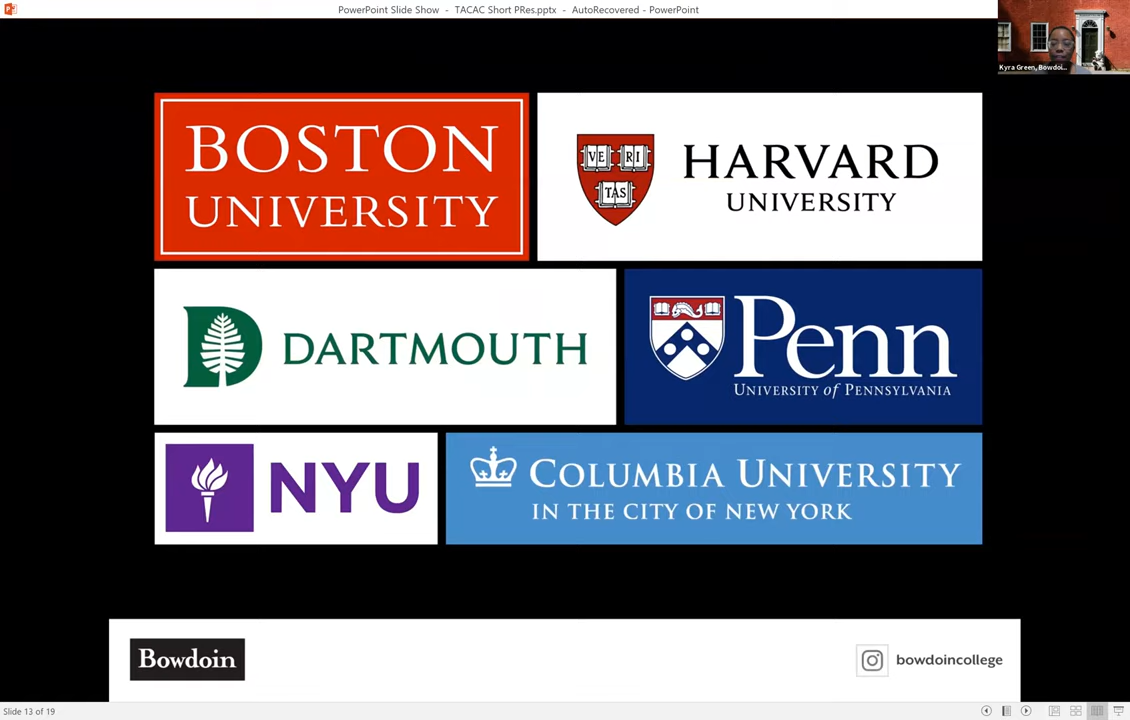 PowerPoint Slide Show - TACAC Short PRes.pptx - AutoRecovered - PowerPoint
Kyra Green, Bowdoi...
BOSTON
UNIVERSITY
VE RI
TAS
HARVARD
UNIVERSITY
D
DARTMOUTH
Penn
UNIVERSITY of PENNSYLVANIA
NYU
COLUMBIA UNIVERSITY
IN THE CITY OF NEW YORK
Bowdoin
bowdoincollege
Slide 13 of 19